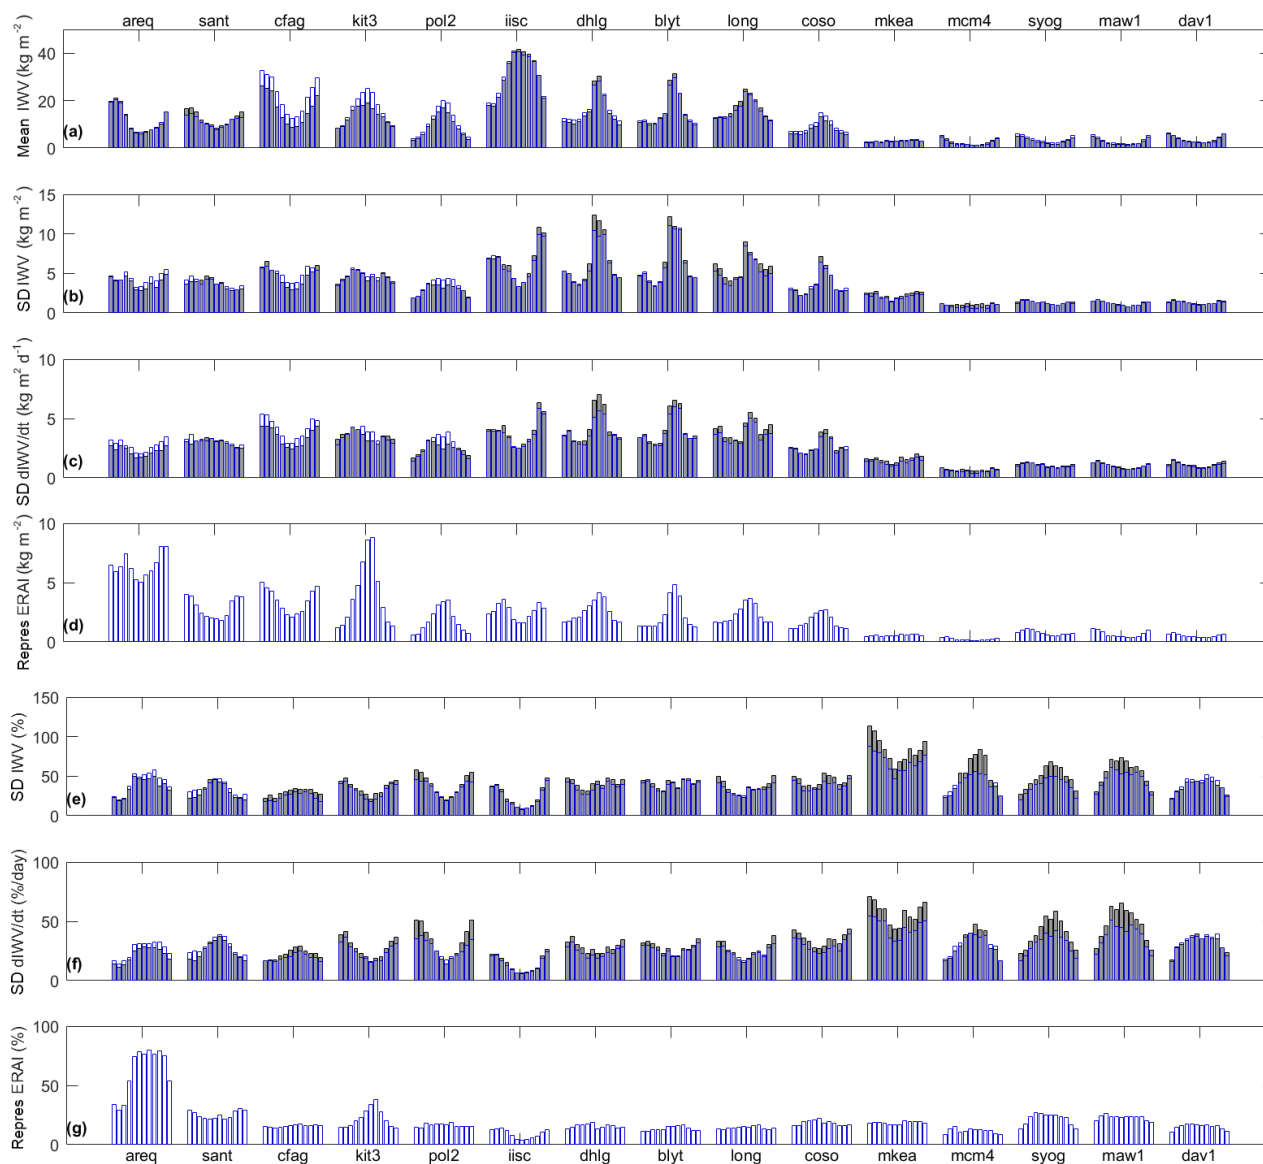 areq sant cfag kit3 pol2 iisc dhlg blyt long coso mkea mcm4 syog maw1 dav1
Mean IWV (kg m⁻²)
40
20
0
(a)
SD IWV (kg m⁻²)
15
10
5
0
(b)
SD dIWV/dt (kg m² d⁻¹)
10
5
0
(c)
Repres ERAI (kg m⁻²)
10
5
0
(d)
SD IWV (%)
150
100
50
0
(e)
SD dIWV/dt (%/day)
100
50
0
(f)
Repres ERAI (%)
100
50
0
(g)
areq sant cfag kit3 pol2 iisc dhlg blyt long coso mkea mcm4 syog maw1 dav1